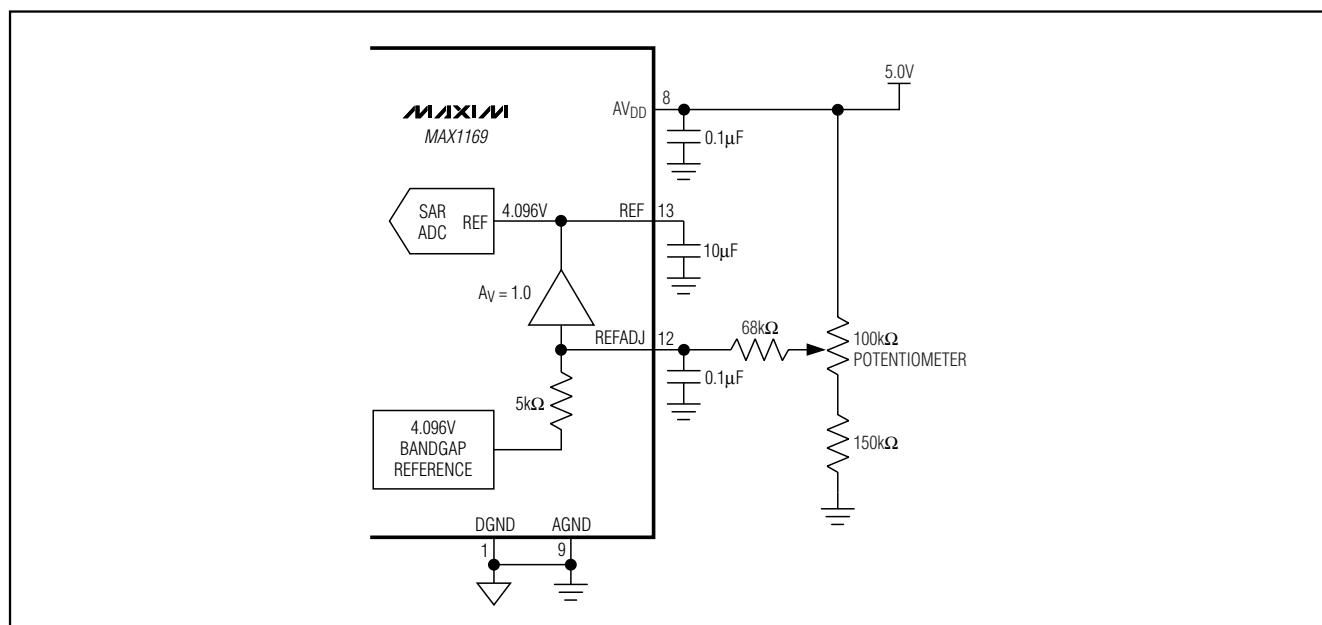 5.0V
8
AVDD
0.1µF
MAXIM
MAX1169
SAR
ADC
REF
4.096V
REF
13
10µF
AV = 1.0
REFADJ
12
68kΩ
100kΩ
POTENTIOMETER
0.1µF
5kΩ
4.096V
BANDGAP
REFERENCE
150kΩ
DGND
AGND
1
9